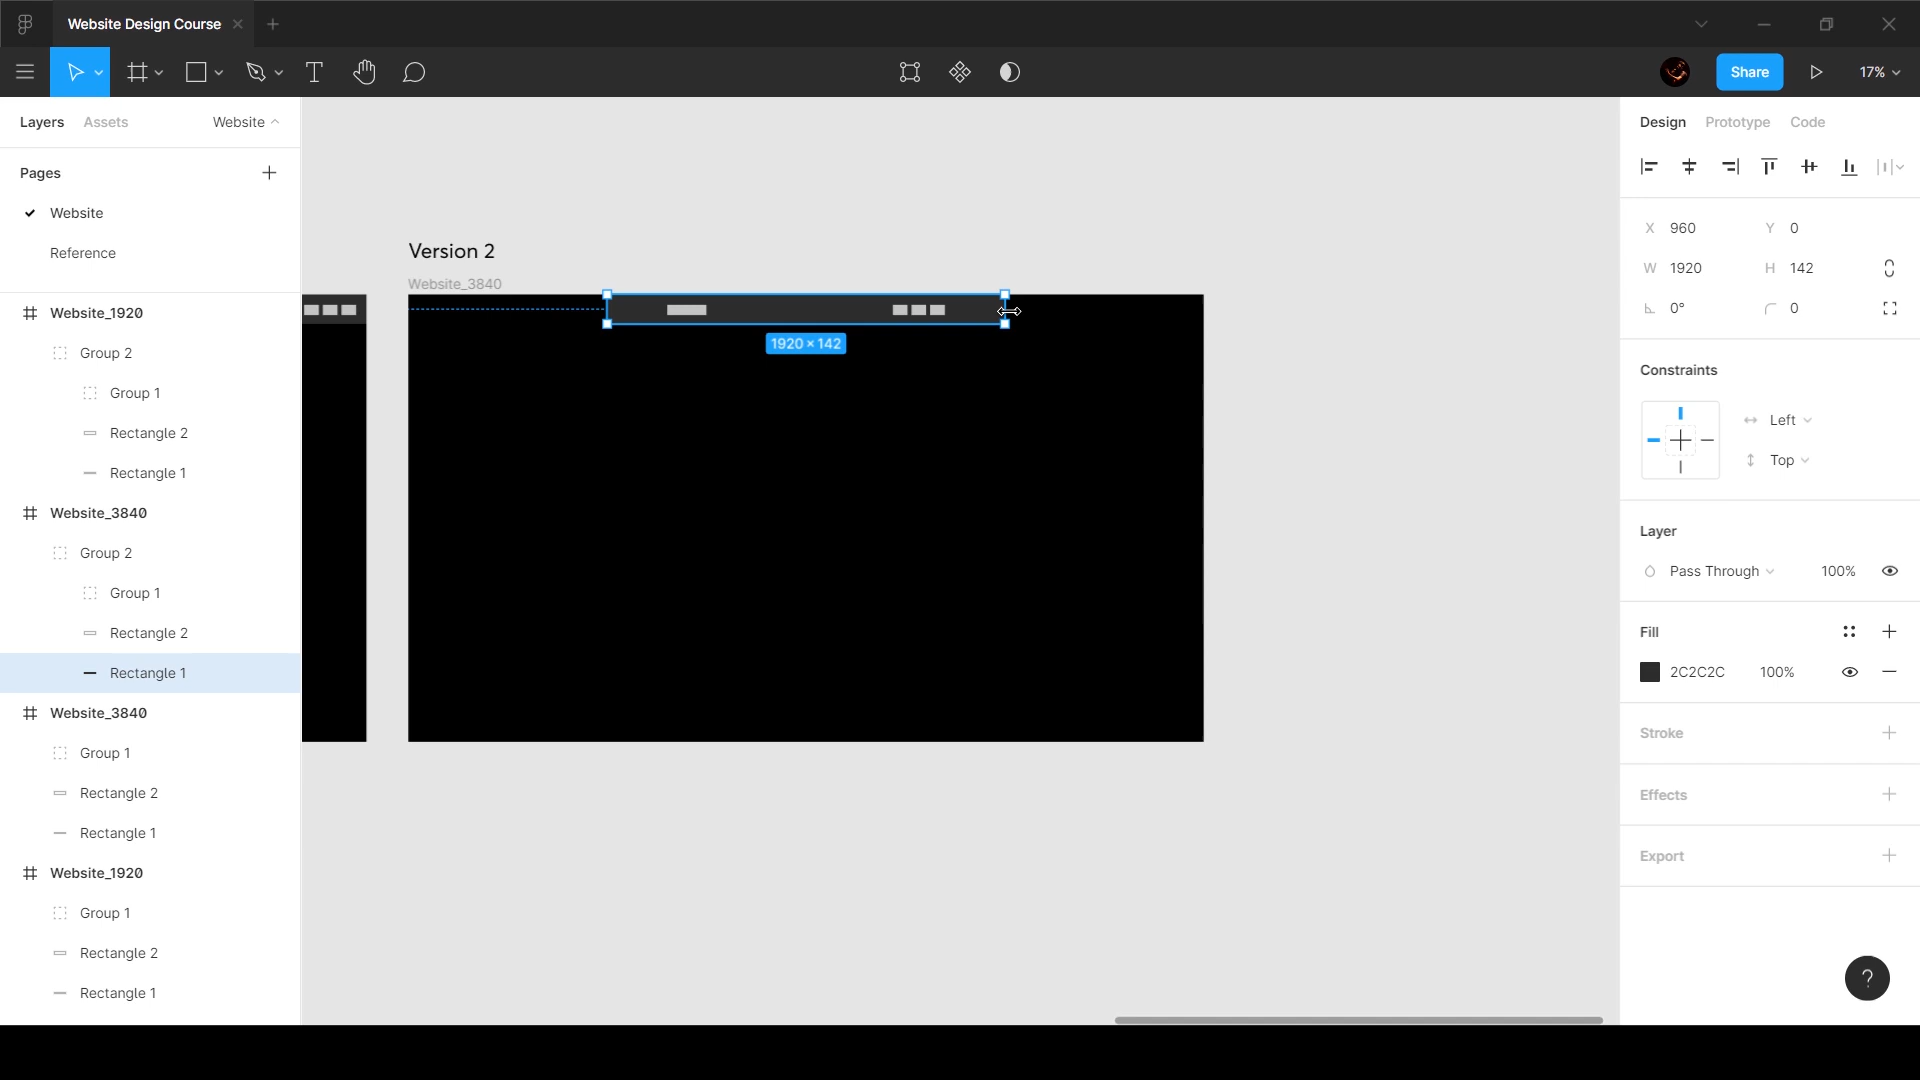 Website Design Course
Share
17%
Layers
Assets
Website
Pages
Website
Reference
Website_1920
Group 2
Group 1
Rectangle 2
Rectangle 1
Website_3840
Group 2
Group 1
Rectangle 2
Rectangle 1
Website_3840
Group 1
Rectangle 2
Rectangle 1
Website_1920
Group 1
Rectangle 2
Rectangle 1
Version 2
Website_3840
1920 × 142
Design
Prototype
Code
X 960 Y 0
W 1920 H 142
0° 0
Constraints
Left
Top
Layer
Pass Through 100%
Fill
2C2C2C 100%
Stroke
Effects
Export
?